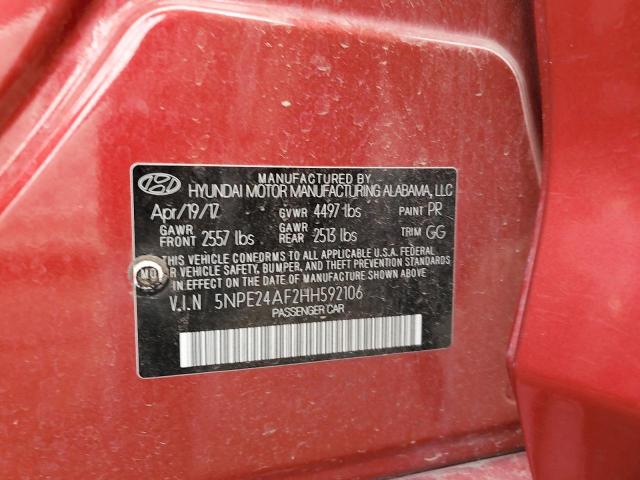 MANUFACTURED BY
HYUNDAI MOTOR MANUFACTURING ALABAMA, LLC
Apr/19/17 GVWR 4497 lbs PAINT PR
GAWR FRONT 2557 lbs GAWR REAR 2513 lbs TRIM GG
THIS VEHICLE CONFORMS TO ALL APPLICABLE U.S.A. FEDERAL
MOTOR VEHICLE SAFETY, BUMPER, AND THEFT PREVENTION STANDARDS
IN EFFECT ON THE DATE OF MANUFACTURE SHOWN ABOVE.
V.I.N 5NPE24AF2HH592106
PASSENGER CAR